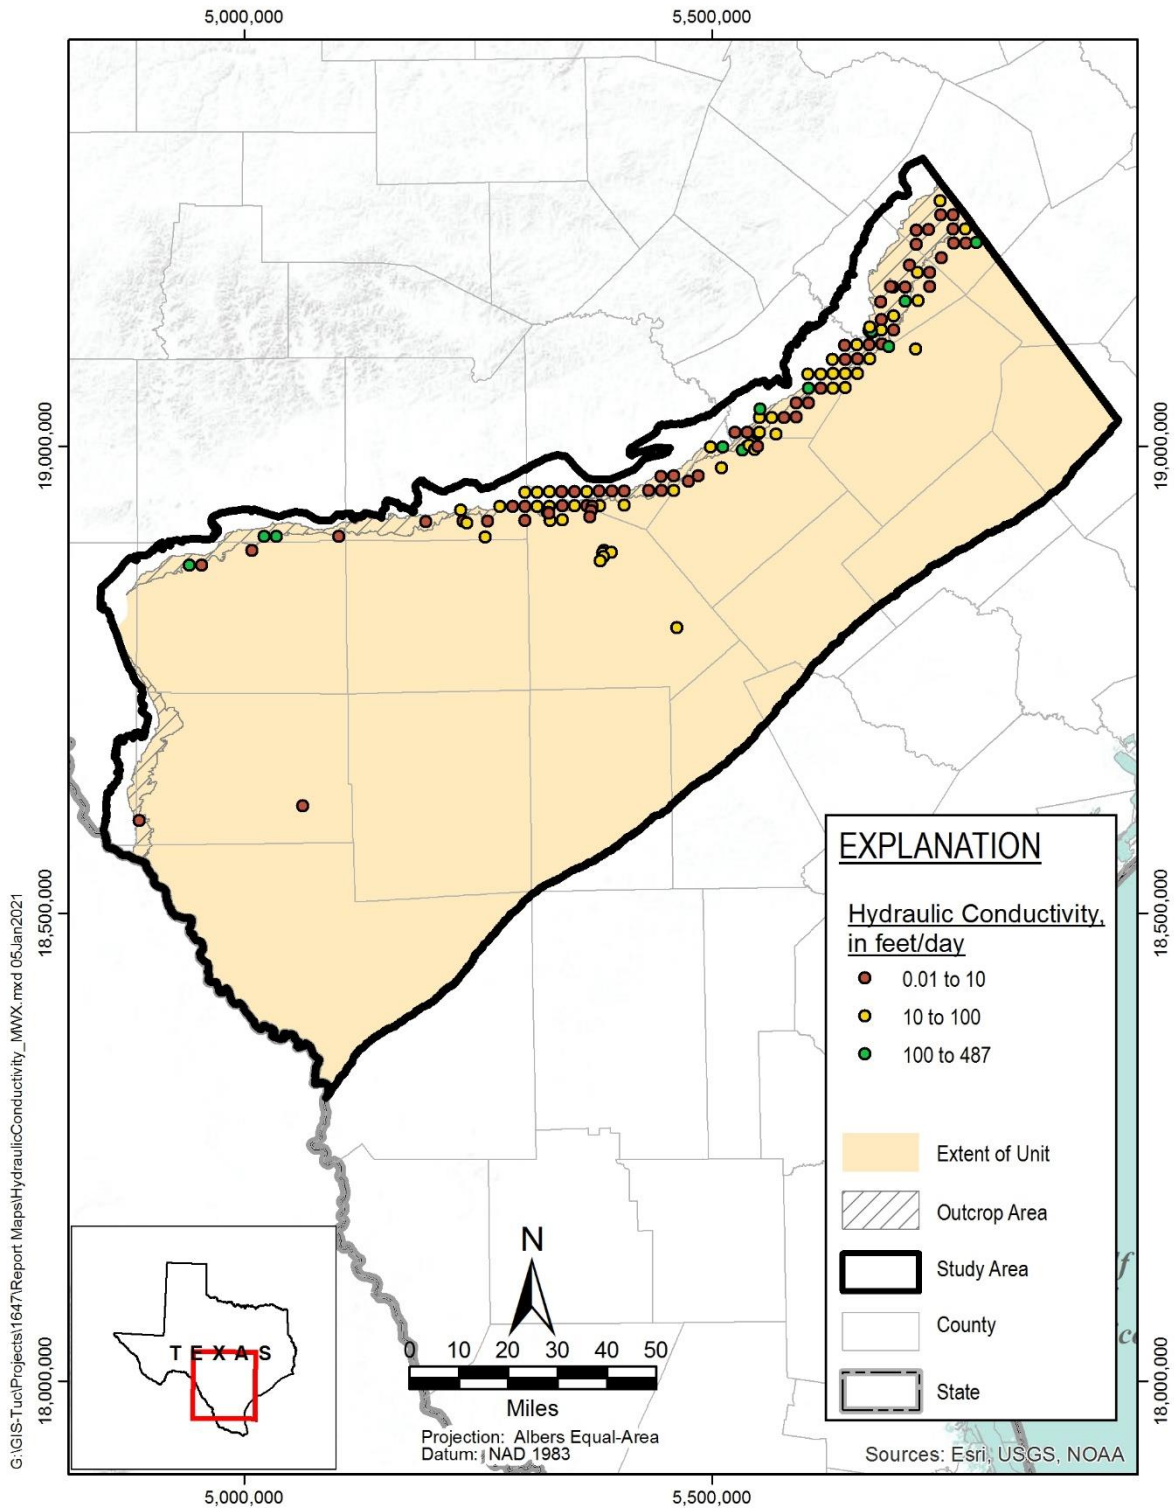 5,000,000
5,500,000
19,000,000
19,000,000
18,500,000
18,500,000
18,000,000
18,000,000
G:\GIS-Tuc\Projects\1647\Report Maps\HydraulicConductivity_MWX.mxd 05Jan2021
EXPLANATION
Hydraulic Conductivity,
in feet/day
0.01 to 10
10 to 100
100 to 487
Extent of Unit
Outcrop Area
Study Area
County
State
TEXAS
N
0 10 20 30 40 50
Miles
Projection: Albers Equal-Area
Datum: NAD 1983
Sources: Esri, USGS, NOAA
5,000,000
5,500,000